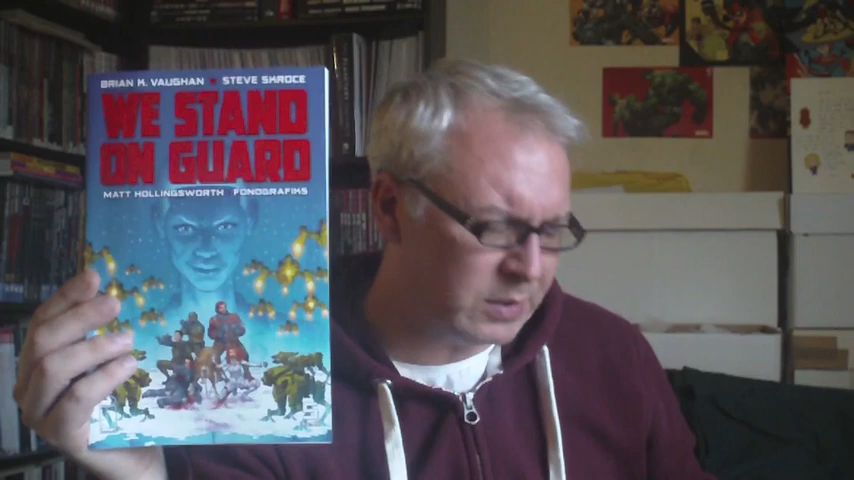 BRIAN K. VAUGHAN ★ STEVE SKROCE
WE STAND
ON GUARD
MATT HOLLINGSWORTH FONOGRAFIKS